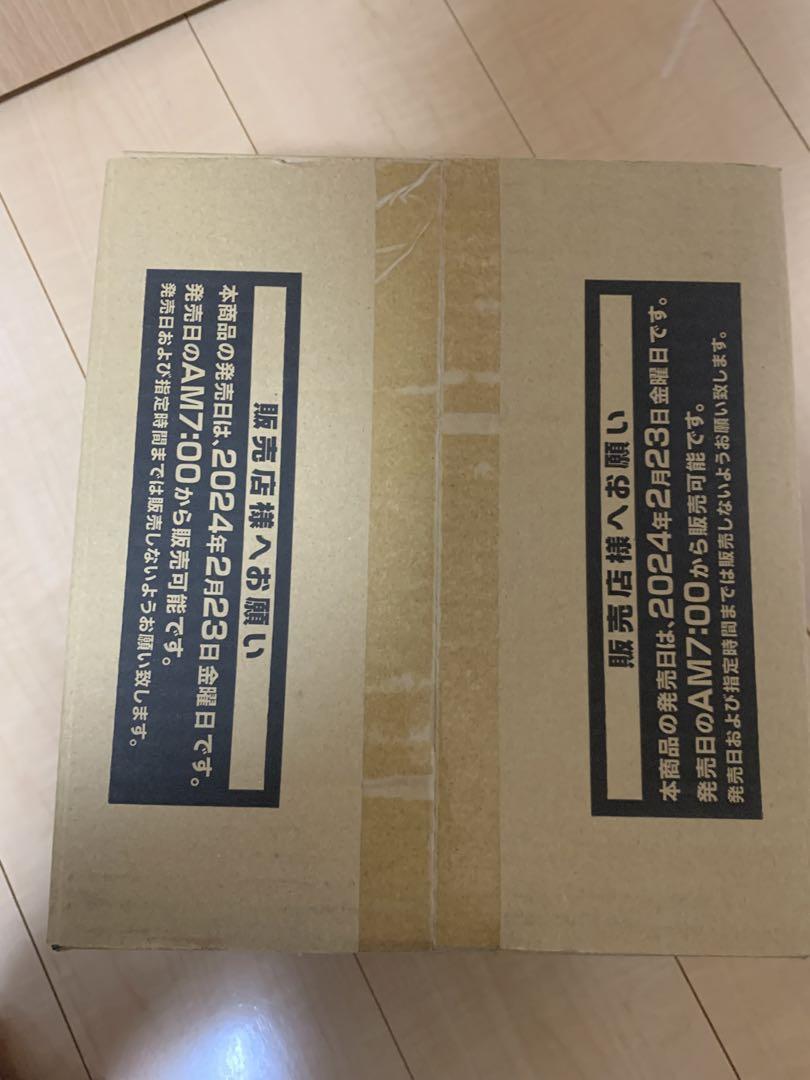 販売店様へお願い
本商品の発売日は、2024年2月23日金曜日です。
発売日のAM7:00から販売可能です。
発売日および指定時間までは販売しないようお願い致します。
販売店様へお願い
本商品の発売日は、2024年2月23日金曜日です。
発売日のAM7:00から販売可能です。
発売日および指定時間までは販売しないようお願い致します。